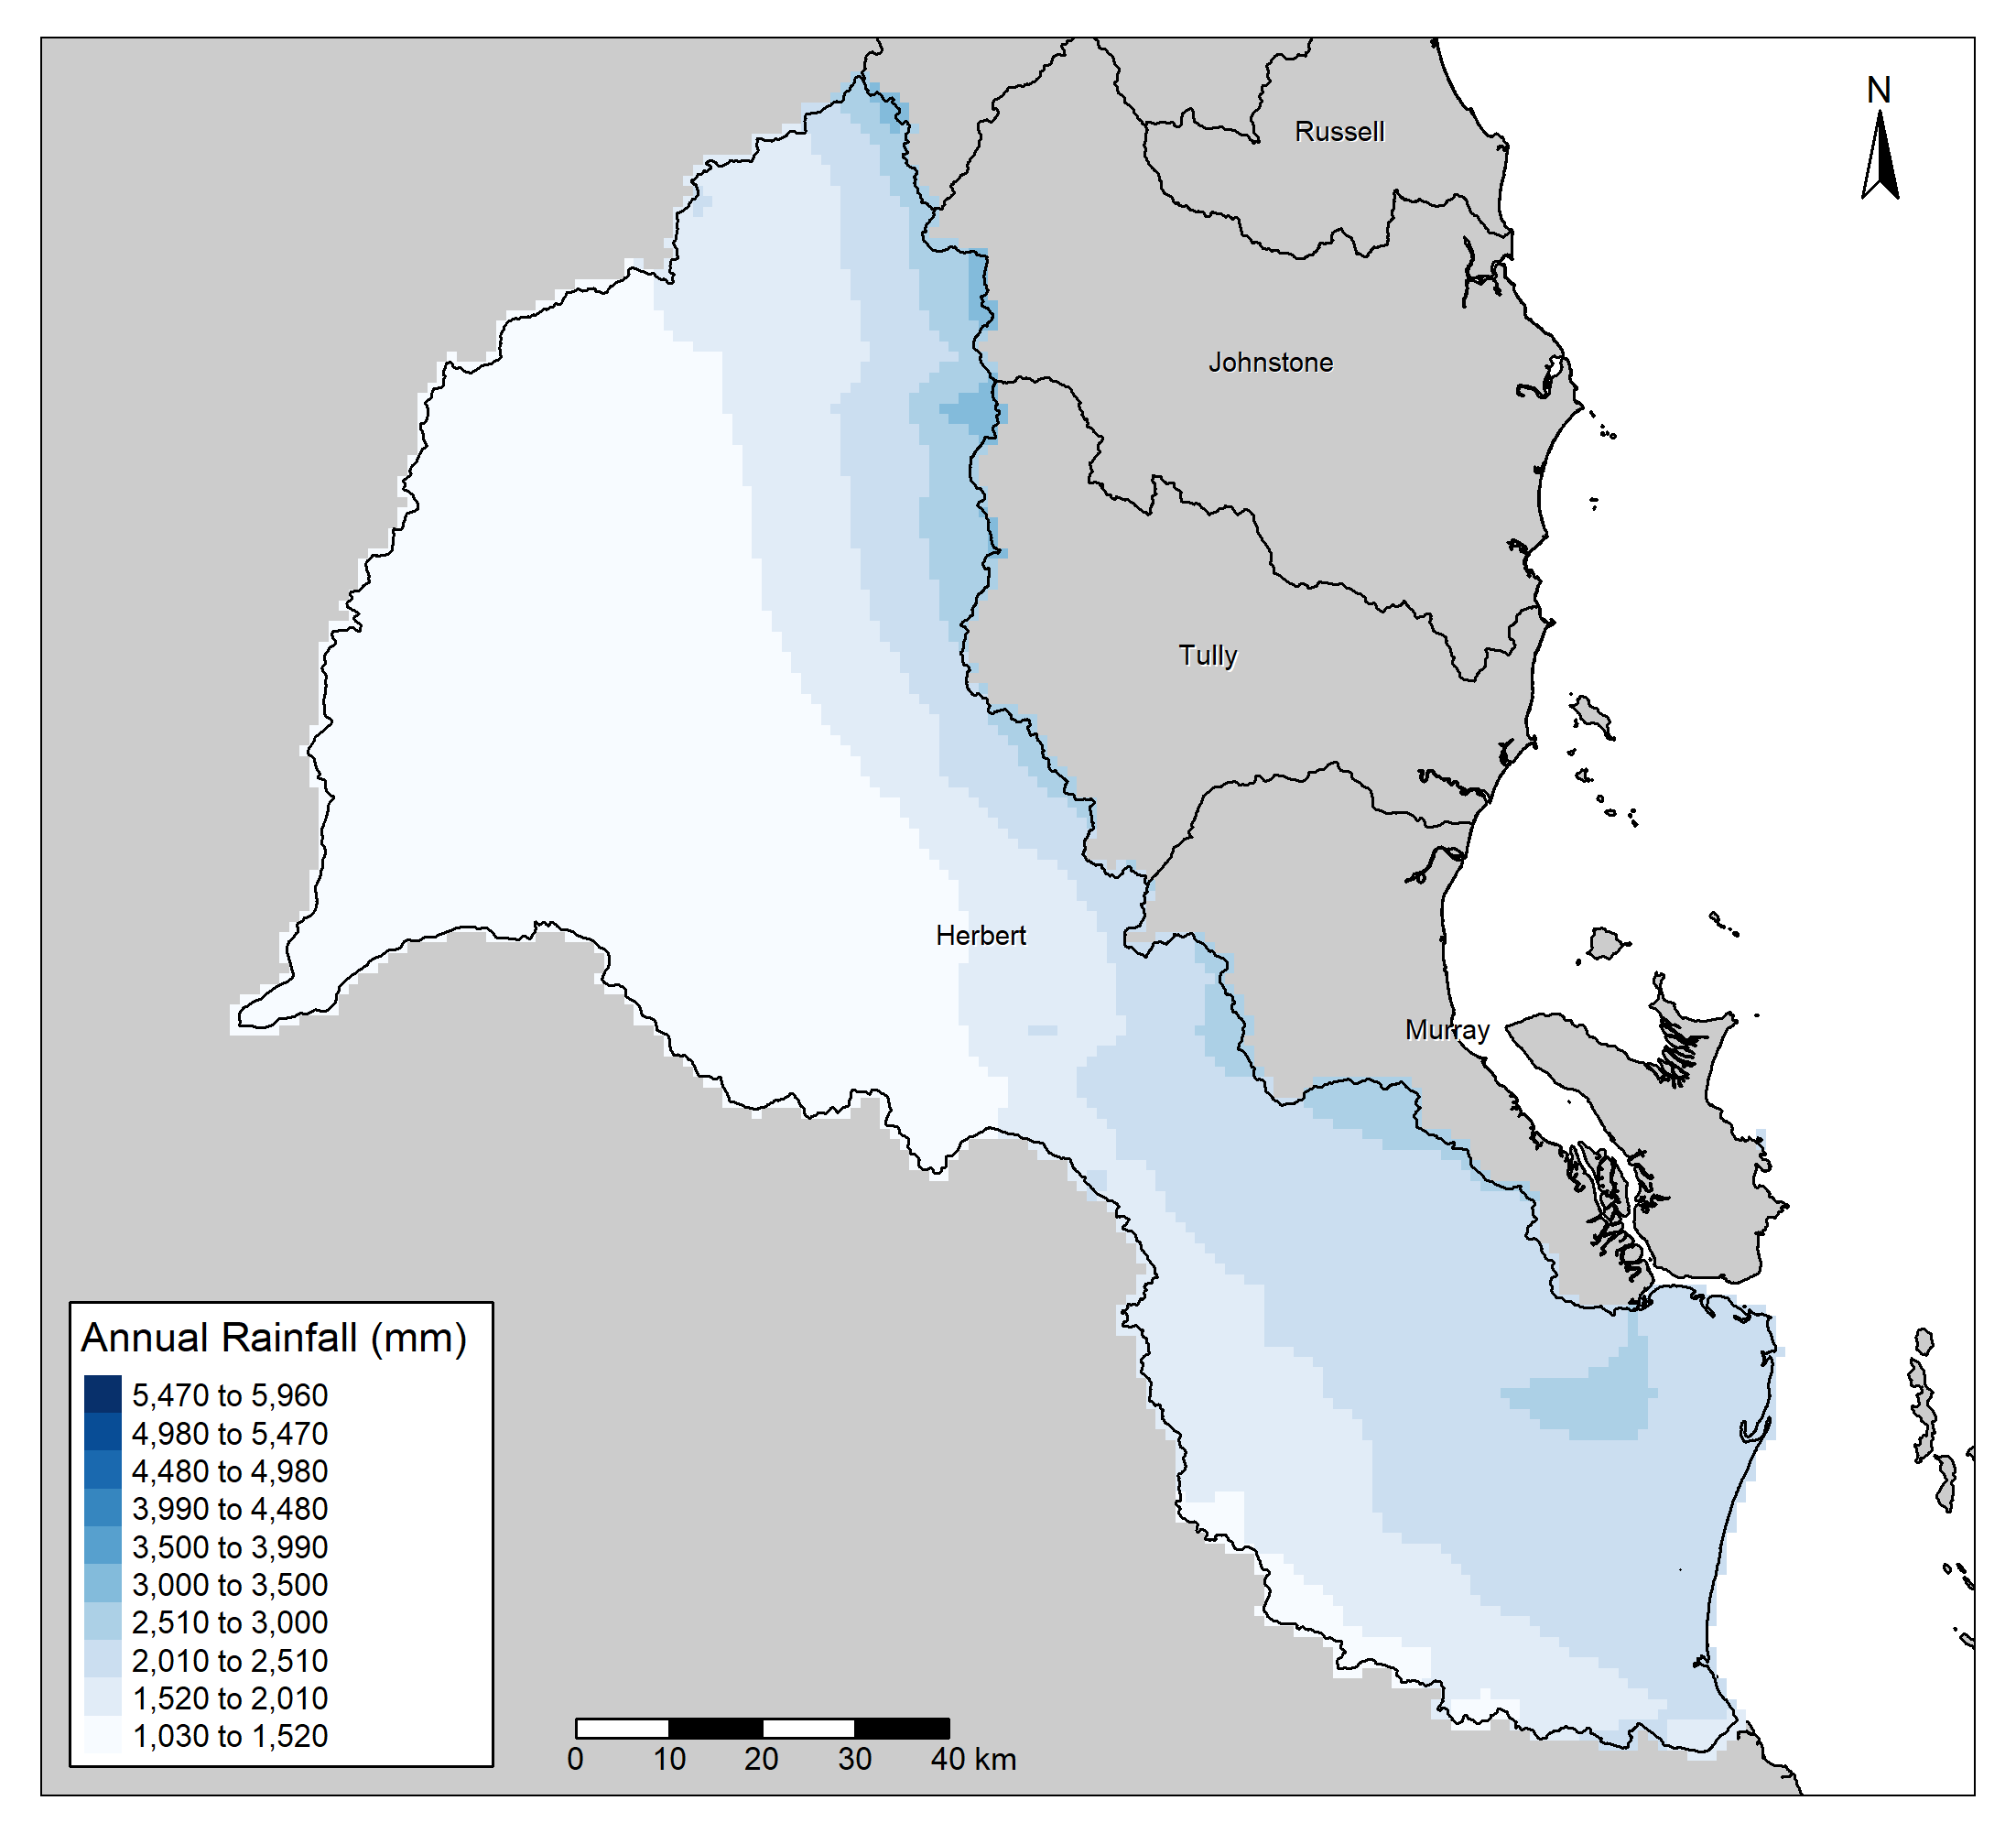 N
Russell
Johnstone
Tully
Herbert
Murray
Annual Rainfall (mm)
5,470 to 5,960
4,980 to 5,470
4,480 to 4,980
3,990 to 4,480
3,500 to 3,990
3,000 to 3,500
2,510 to 3,000
2,010 to 2,510
1,520 to 2,010
1,030 to 1,520
0 10 20 30 40 km